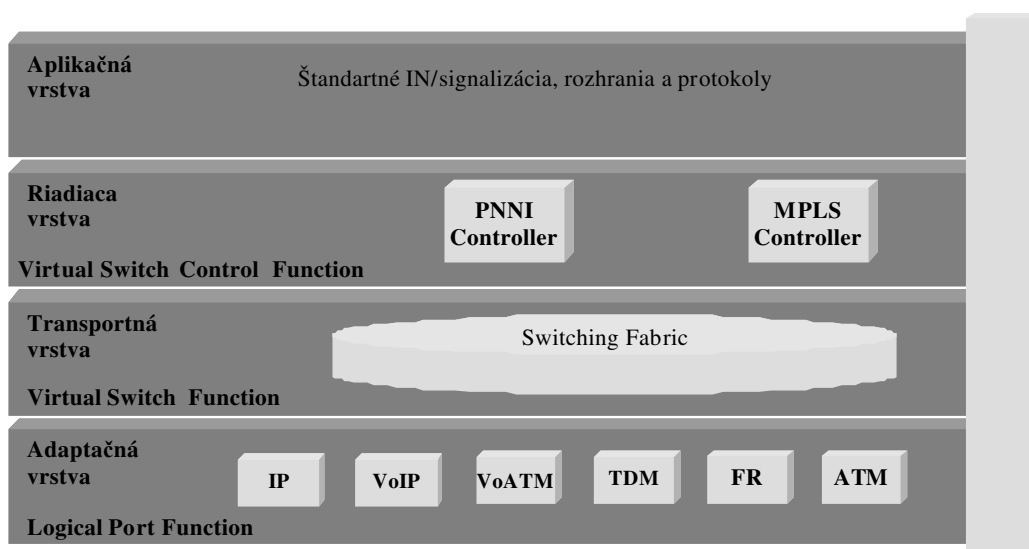 Aplikačná
vrstva
Štandartné IN/signalizácia, rozhrania a protokoly
Riadiaca
vrstva
PNNI
Controller
MPLS
Controller
Virtual Switch Control Function
Transportná
vrstva
Switching Fabric
Virtual Switch Function
Adaptačná
vrstva
IP
VoIP
VoATM
TDM
FR
ATM
Logical Port Function